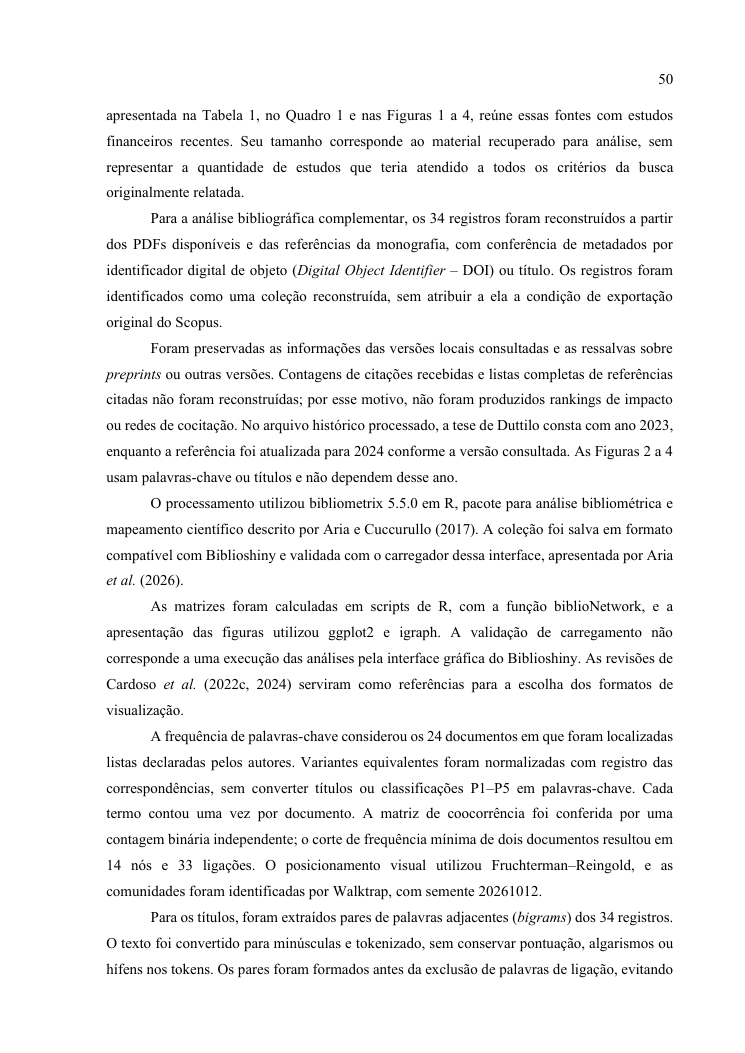 50
apresentada na Tabela 1, no Quadro 1 e nas Figuras 1 a 4, reúne essas fontes com estudos
financeiros recentes. Seu tamanho corresponde ao material recuperado para análise, sem
representar a quantidade de estudos que teria atendido a todos os critérios da busca
originalmente relatada.
Para a análise bibliográfica complementar, os 34 registros foram reconstruídos a partir
dos PDFs disponíveis e das referências da monografia, com conferência de metadados por
identificador digital de objeto (Digital Object Identifier – DOI) ou título. Os registros foram
identificados como uma coleção reconstruída, sem atribuir a ela a condição de exportação
original do Scopus.
Foram preservadas as informações das versões locais consultadas e as ressalvas sobre
preprints ou outras versões. Contagens de citações recebidas e listas completas de referências
citadas não foram reconstruídas; por esse motivo, não foram produzidos rankings de impacto
ou redes de cocitação. No arquivo histórico processado, a tese de Duttilo consta com ano 2023,
enquanto a referência foi atualizada para 2024 conforme a versão consultada. As Figuras 2 a 4
usam palavras-chave ou títulos e não dependem desse ano.
O processamento utilizou bibliometrix 5.5.0 em R, pacote para análise bibliométrica e
mapeamento científico descrito por Aria e Cuccurullo (2017). A coleção foi salva em formato
compatível com Biblioshiny e validada com o carregador dessa interface, apresentada por Aria
et al. (2026).
As matrizes foram calculadas em scripts de R, com a função biblioNetwork, e a
apresentação das figuras utilizou ggplot2 e igraph. A validação de carregamento não
corresponde a uma execução das análises pela interface gráfica do Biblioshiny. As revisões de
Cardoso et al. (2022c, 2024) serviram como referências para a escolha dos formatos de
visualização.
A frequência de palavras-chave considerou os 24 documentos em que foram localizadas
listas declaradas pelos autores. Variantes equivalentes foram normalizadas com registro das
correspondências, sem converter títulos ou classificações P1–P5 em palavras-chave. Cada
termo contou uma vez por documento. A matriz de coocorrência foi conferida por uma
contagem binária independente; o corte de frequência mínima de dois documentos resultou em
14 nós e 33 ligações. O posicionamento visual utilizou Fruchterman–Reingold, e as
comunidades foram identificadas por Walktrap, com semente 20261012.
Para os títulos, foram extraídos pares de palavras adjacentes (bigrams) dos 34 registros.
O texto foi convertido para minúsculas e tokenizado, sem conservar pontuação, algarismos ou
hífens nos tokens. Os pares foram formados antes da exclusão de palavras de ligação, evitando